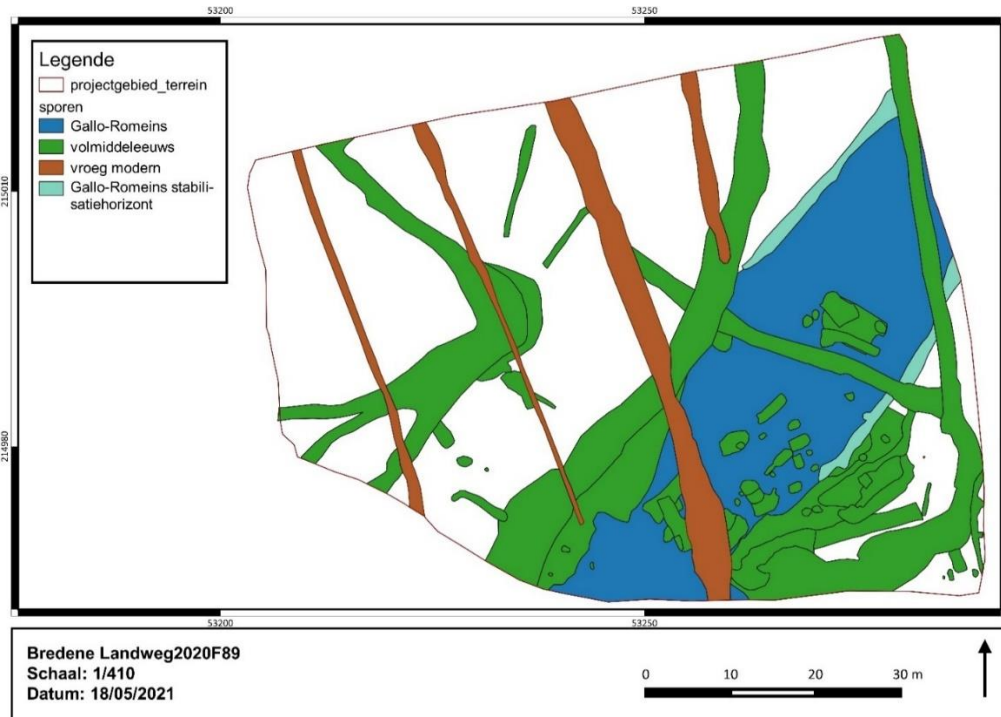 53200 53250
Legende
projectgebied_terrein
sporen
Gallo-Romeins
volmiddeleeuws
vroeg modern
Gallo-Romeins stabili-
satiehorizont
215010
214980
53200 53250
Bredene Landweg2020F89
Schaal: 1/410
Datum: 18/05/2021
0 10 20 30 m